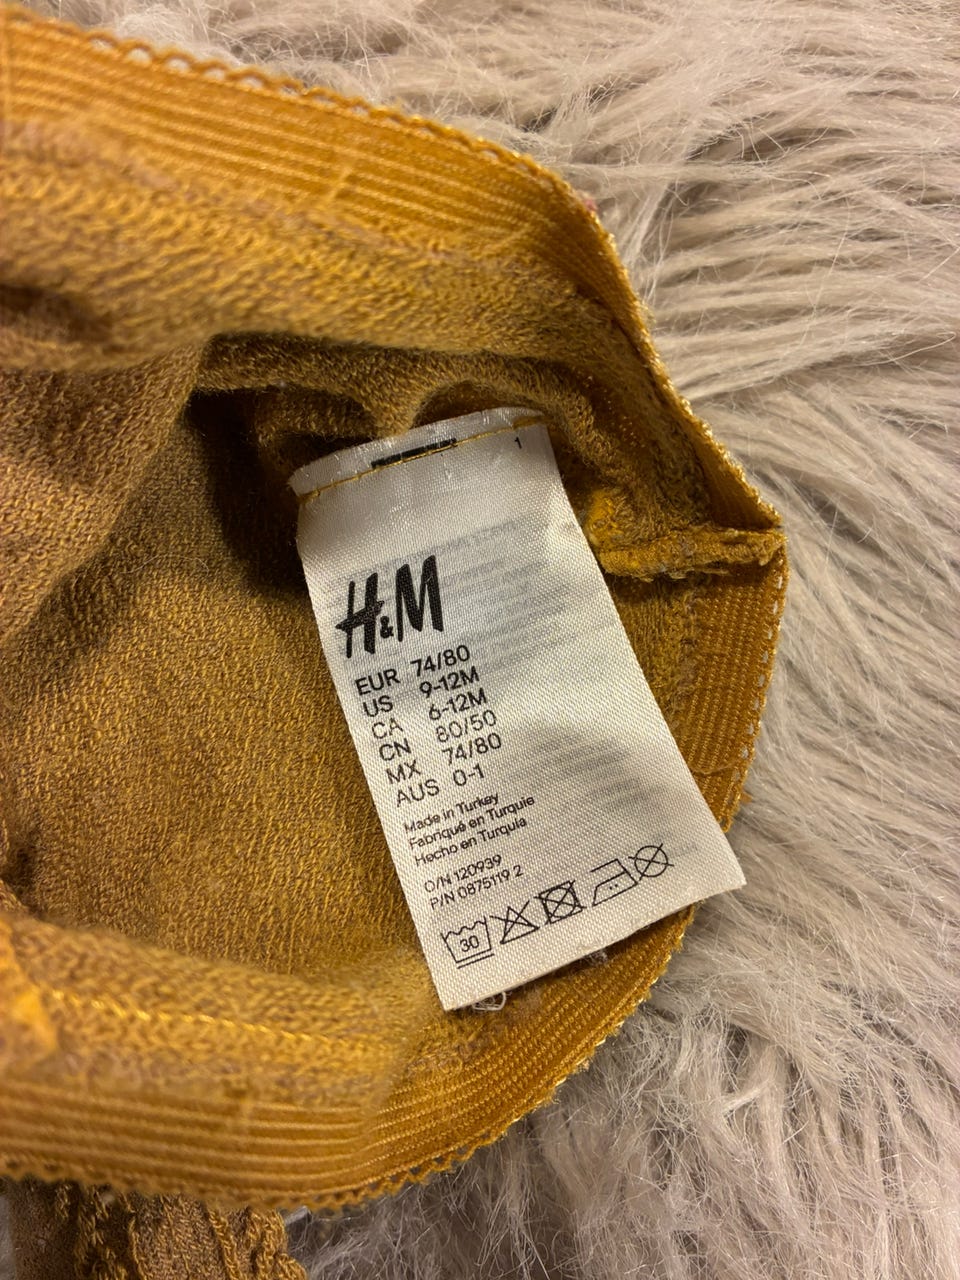 1
H&M
EUR 74/80
US 9-12M
CA 6-12M
CN 80/50
MX 74/80
AUS 0-1
Made in Turkey
Fabriqué en Turquie
Hecho en Turquia
O/N 120939
P/N 0875119 2
30